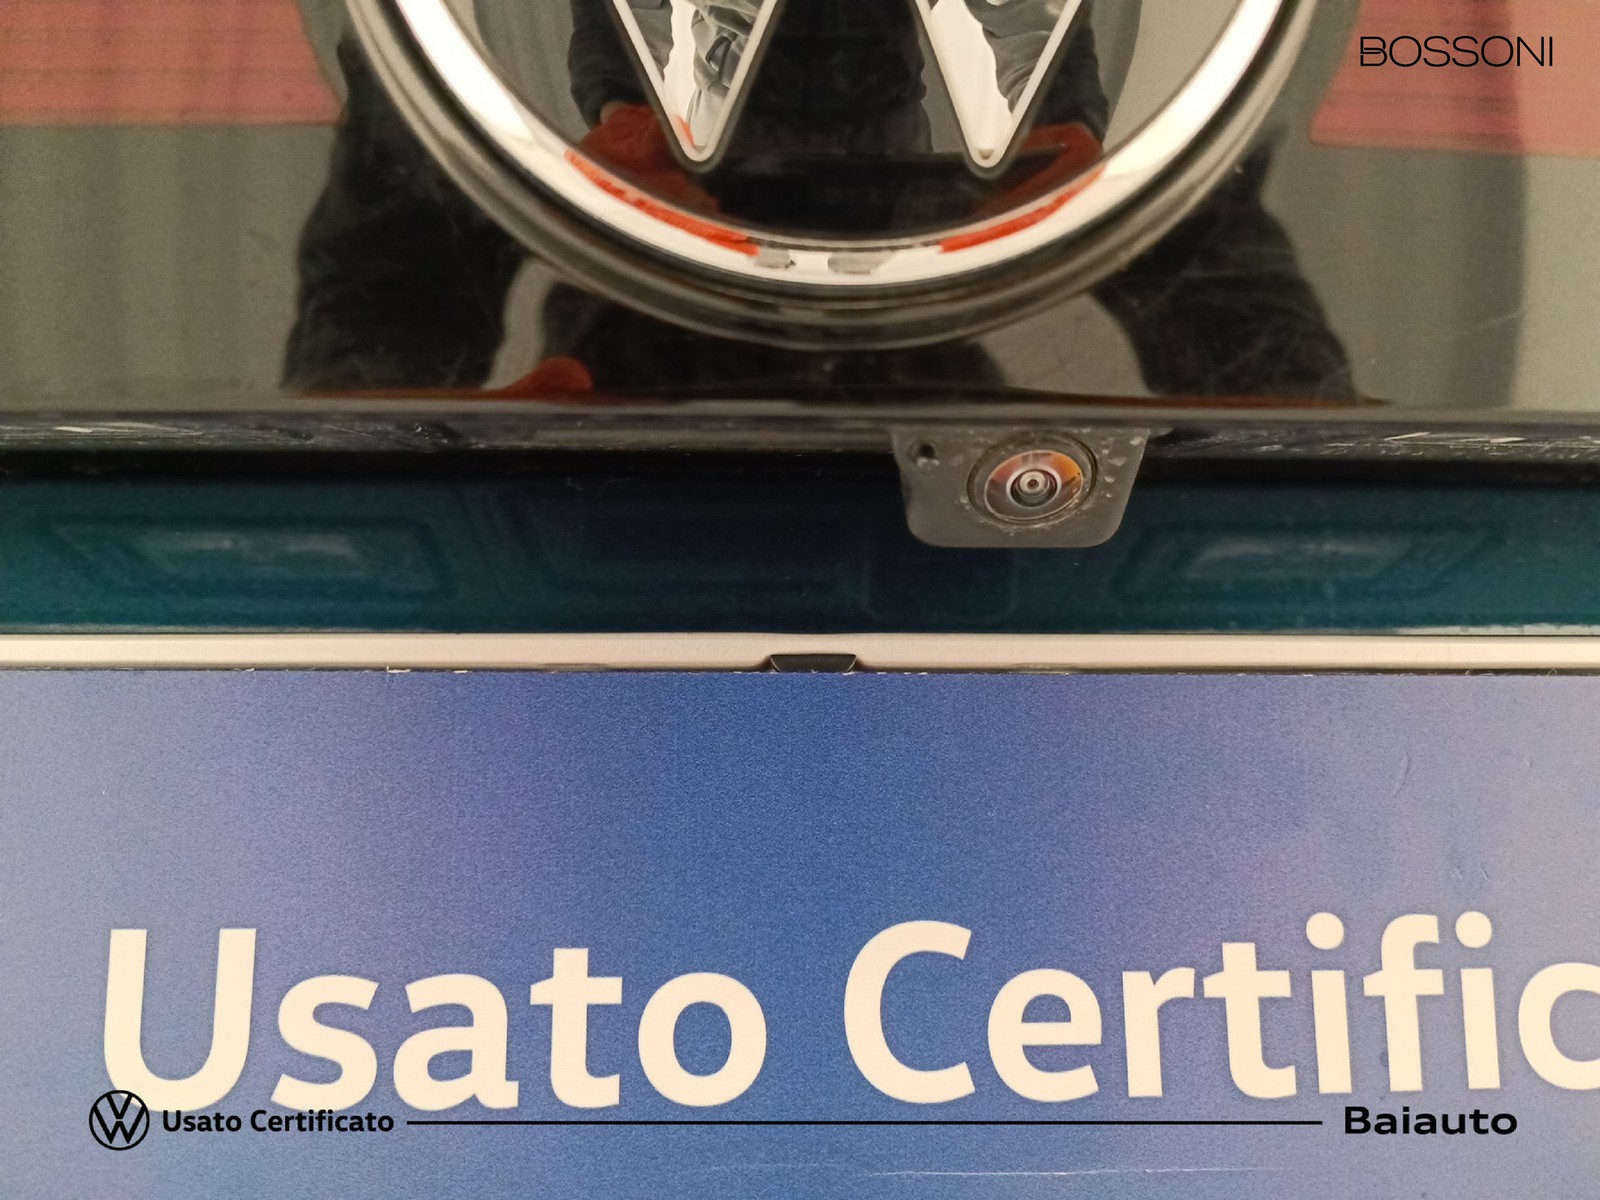 BOSSONI
Usato Certific
Usato Certificato
Baiauto